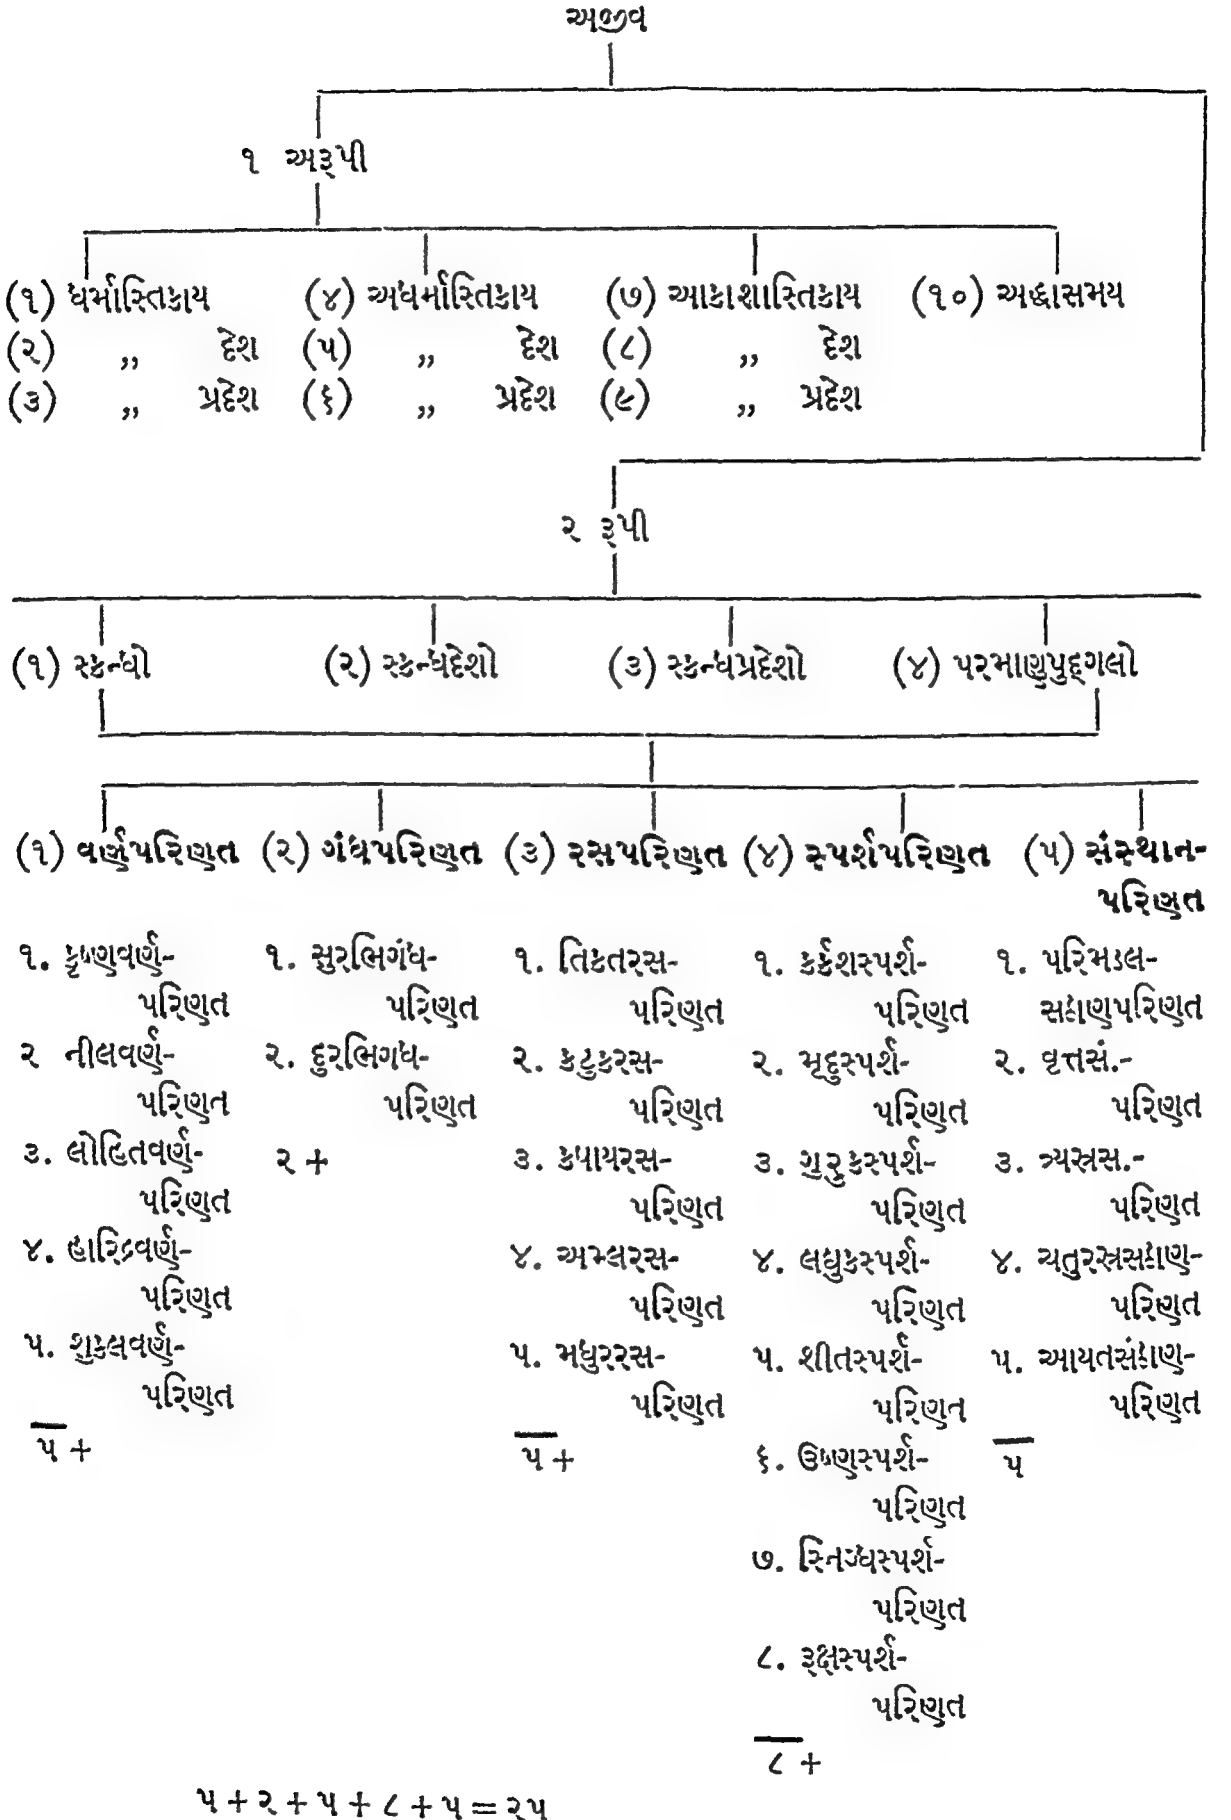 અજીવ
૧ અરૂપી
(૧) ધર્માસ્તિકાય (૪) અધર્માસ્તિકાય (૭) આકાશાસ્તિકાય (૧૦) અદ્ધાસમય
(૨) ,, દેશ (૫) ,, દેશ (૮) ,, દેશ
(૩) ,, પ્રદેશ (૬) ,, પ્રદેશ (૯) ,, પ્રદેશ
૨ રૂપી
(૧) સ્કન્ધો (૨) સ્કન્ધદેશો (૩) સ્કન્ધપ્રદેશો (૪) પરમાણુપુદ્ગલો
(૧) વર્ણપરિણત (૨) ગંધપરિણત (૩) રસપરિણત (૪) સ્પર્શપરિણત (૫) સંસ્થાન-
પરિણત
૧. કૃષ્ણવર્ણ- ૧. સુરભિગંધ- ૧. તિકતરસ- ૧. કર્કશસ્પર્શ- ૧. પરિમડલ-
પરિણત પરિણત પરિણત પરિણત સઠાણપરિણત
૨ નીલવર્ણ- ૨. દુરભિગધ- ૨. કટુકરસ- ૨. મૃદુસ્પર્શ- ૨. વૃત્તસં.-
પરિણત પરિણત પરિણત પરિણત પરિણત
૩. લોહિતવર્ણ- ૨ + ૩. કષાયરસ- ૩. ગુરુકસ્પર્શ- ૩. ત્ર્યસ્રસ.-
પરિણત પરિણત પરિણત પરિણત
૪. હારિદ્રવર્ણ- ૪. અમ્લરસ- ૪. લઘુકસ્પર્શ- ૪. ચતુરસ્રસઠાણ-
પરિણત પરિણત પરિણત પરિણત
૫. શુકલવર્ણ- ૫. મધુરરસ- ૫. શીતસ્પર્શ- ૫. આયતસંઠાણ-
પરિણત પરિણત પરિણત પરિણત
૫ + ૫ + ૬. ઉષ્ણસ્પર્શ- ૫
પરિણત
૭. સ્નિગ્ધસ્પર્શ-
પરિણત
૮. રૂક્ષસ્પર્શ-
પરિણત
૮ +
૫ + ૨ + ૫ + ૮ + ૫ = ૨૫